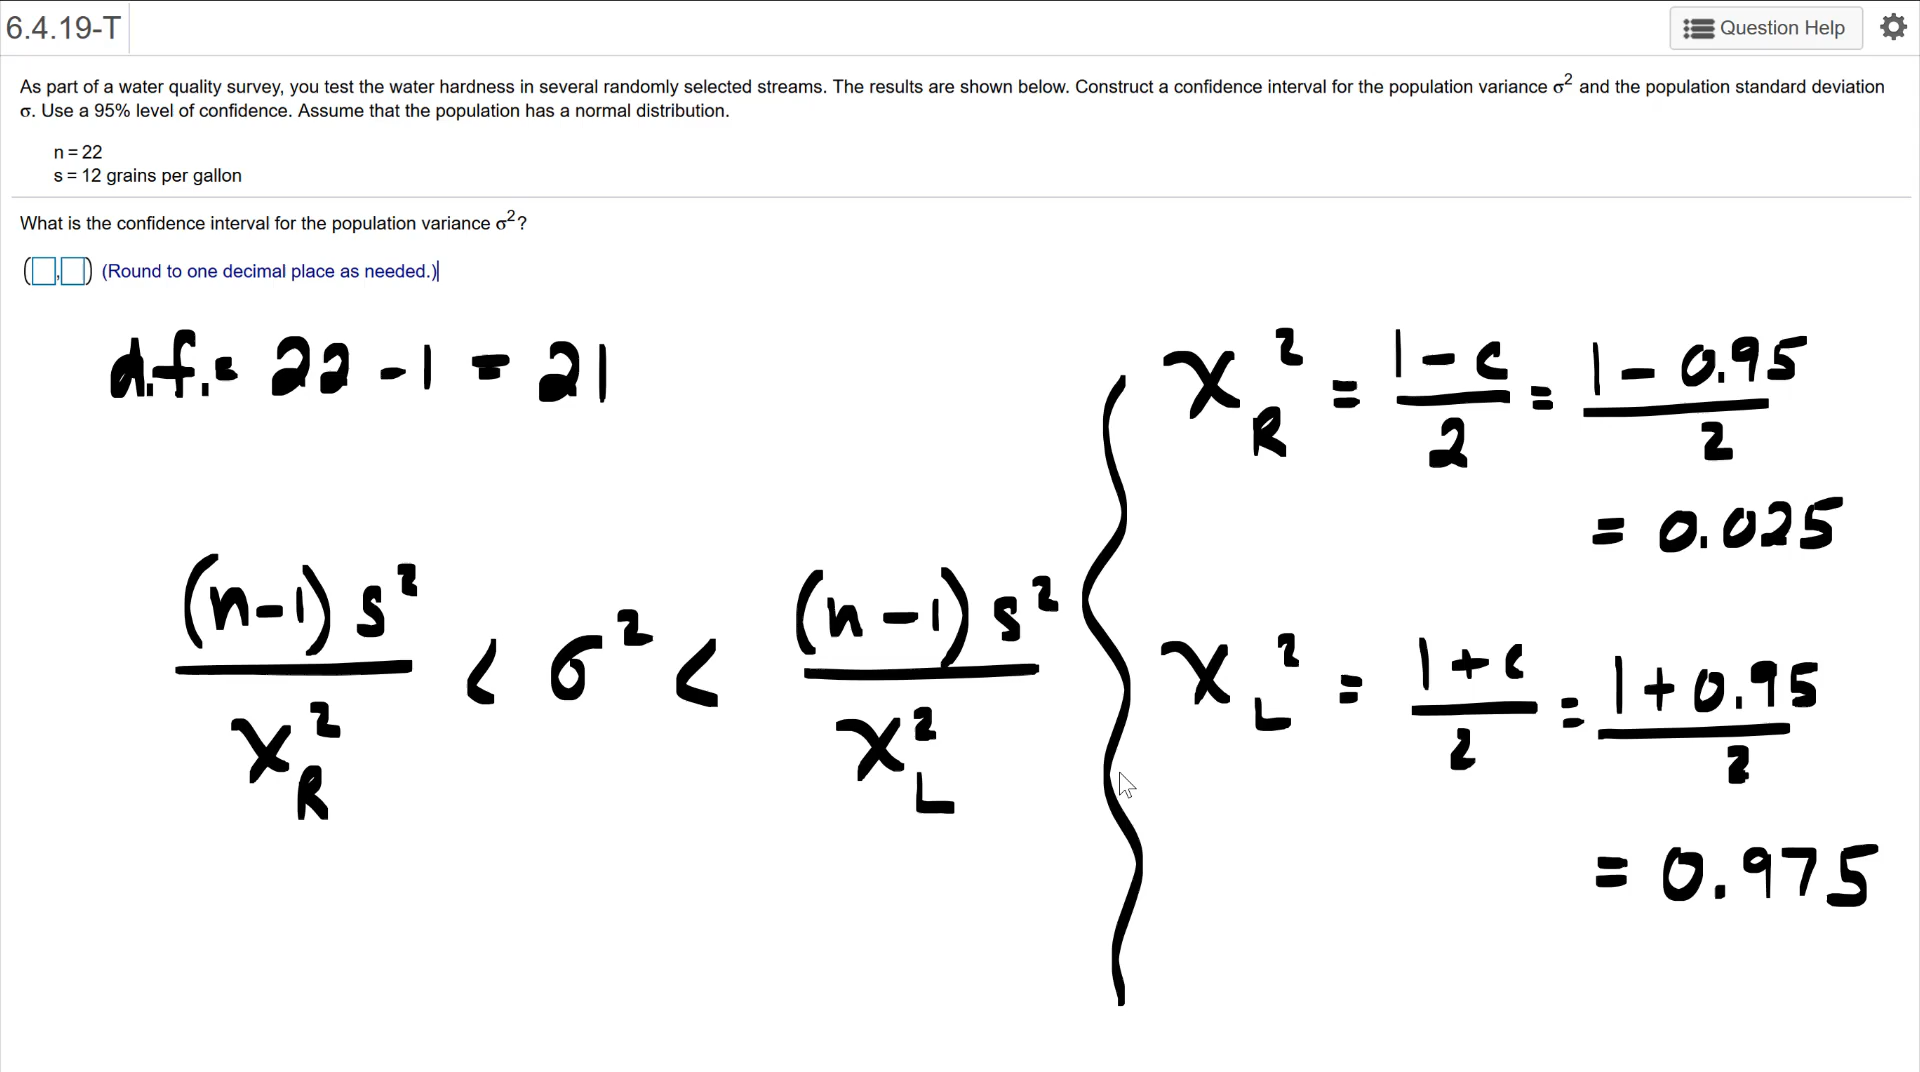 6.4.19-T
Question Help
As part of a water quality survey, you test the water hardness in several randomly selected streams. The results are shown below. Construct a confidence interval for the population variance σ² and the population standard deviation
σ. Use a 95% level of confidence. Assume that the population has a normal distribution.
n = 22
s = 12 grains per gallon
What is the confidence interval for the population variance σ²?
( , ) (Round to one decimal place as needed.)
d.f. = 22 - 1 = 21
(n-1) s² / X²_R < σ² < (n-1) s² / X²_L
X²_R = (1 - c) / 2 = (1 - 0.95) / 2
= 0.025
X²_L = (1 + c) / 2 = (1 + 0.95) / 2
= 0.975